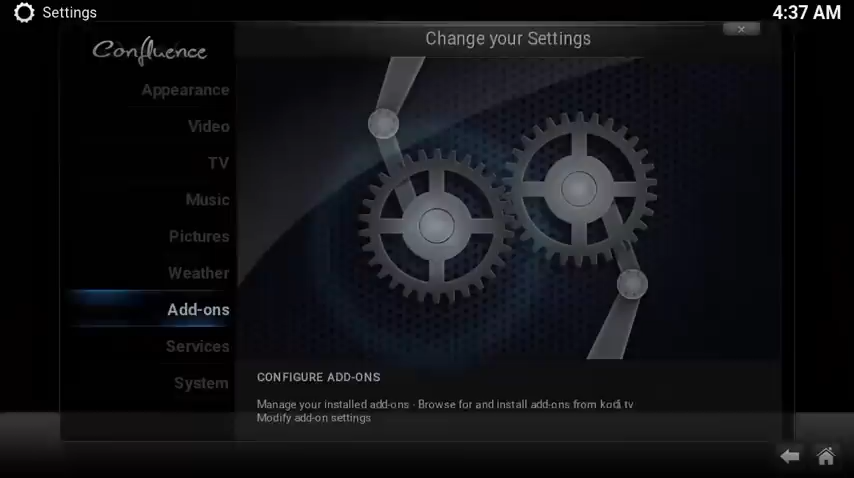 Settings
4:37 AM
Confluence
Change your Settings
Appearance
Video
TV
Music
Pictures
Weather
Add-ons
Services
System
CONFIGURE ADD-ONS
Manage your installed add-ons · Browse for and install add-ons from kodi.tv
Modify add-on settings